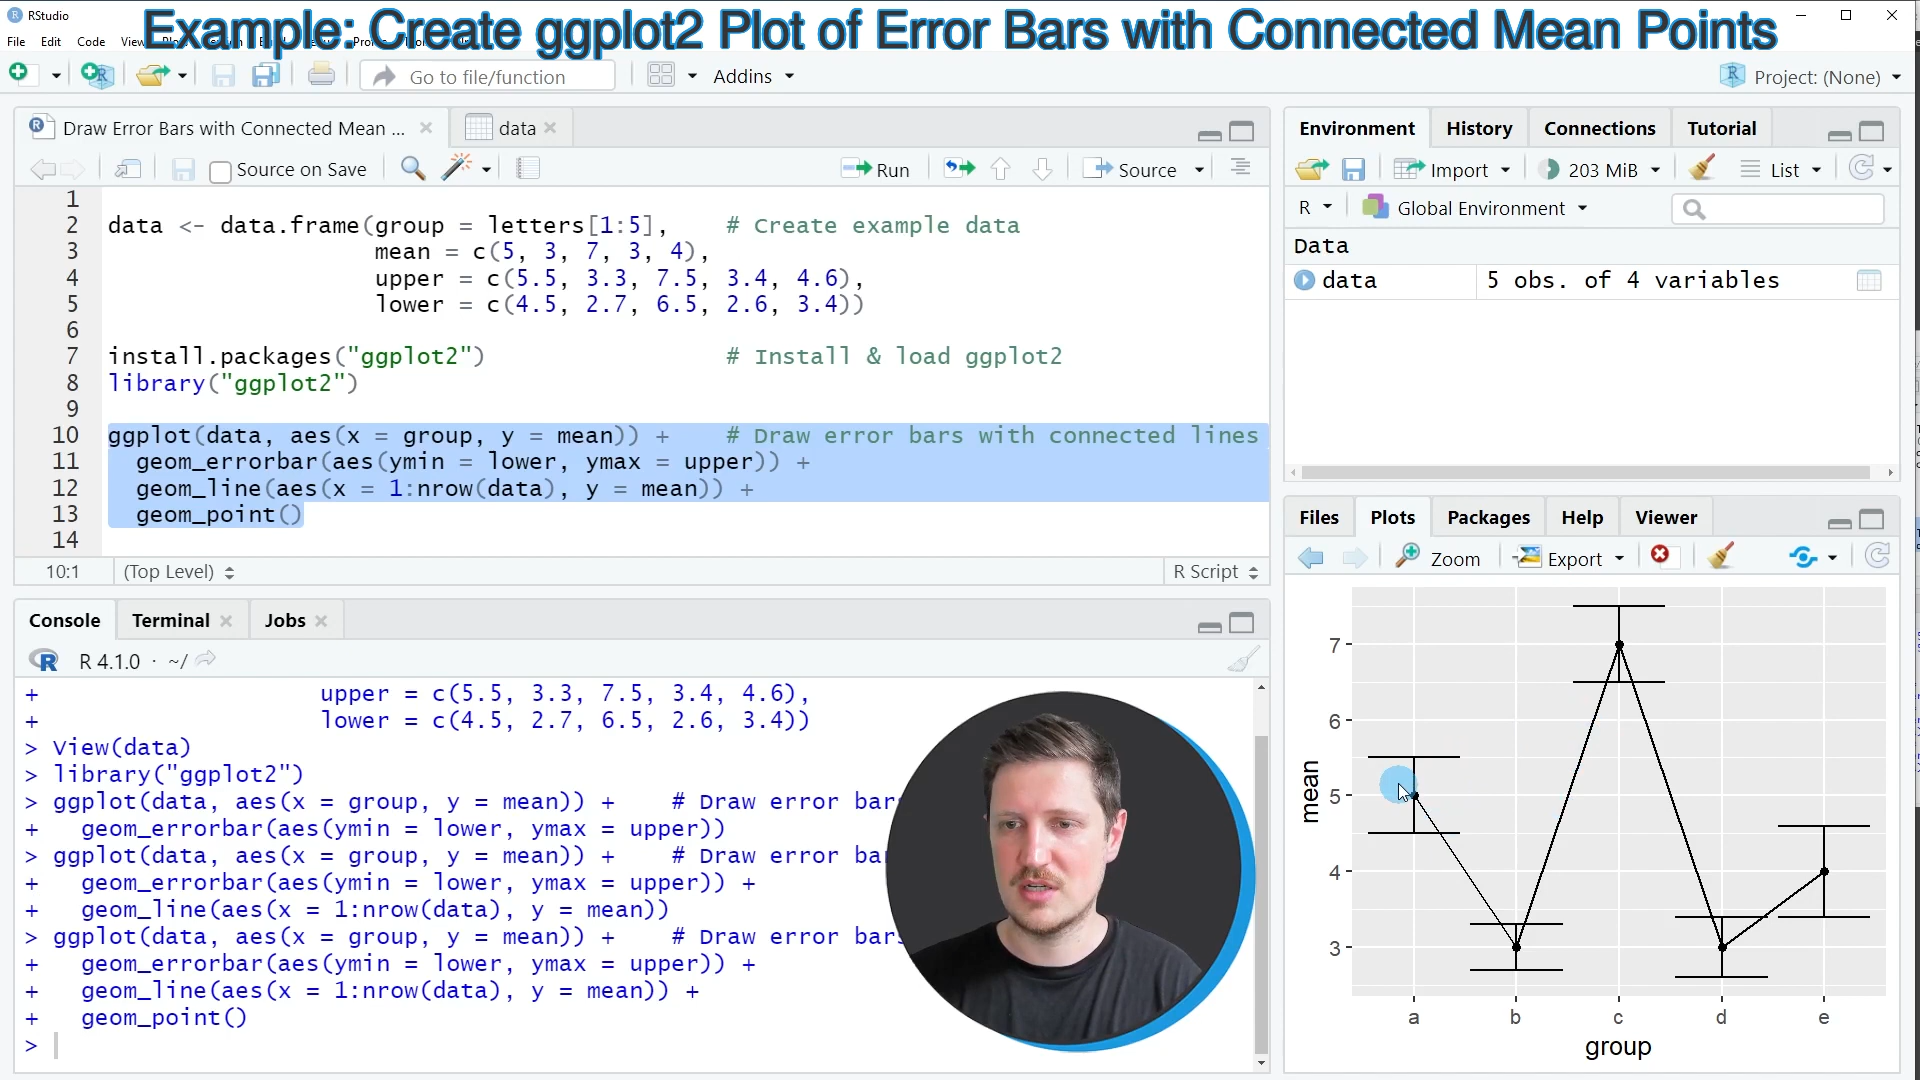 RStudio
Example: Create ggplot2 Plot of Error Bars with Connected Mean Points
File Edit Code View
Go to file/function
Addins
Project: (None)
Draw Error Bars with Connected Mean ...
data
Source on Save
Run
Source
1
2 data <- data.frame(group = letters[1:5], # Create example data
3 mean = c(5, 3, 7, 3, 4),
4 upper = c(5.5, 3.3, 7.5, 3.4, 4.6),
5 lower = c(4.5, 2.7, 6.5, 2.6, 3.4))
6
7 install.packages("ggplot2") # Install & load ggplot2
8 library("ggplot2")
9
10 ggplot(data, aes(x = group, y = mean)) + # Draw error bars with connected lines
11 geom_errorbar(aes(ymin = lower, ymax = upper)) +
12 geom_line(aes(x = 1:nrow(data), y = mean)) +
13 geom_point()
14
10:1 (Top Level) R Script
Console Terminal Jobs
R 4.1.0 · ~/
+ upper = c(5.5, 3.3, 7.5, 3.4, 4.6),
+ lower = c(4.5, 2.7, 6.5, 2.6, 3.4))
> View(data)
> library("ggplot2")
> ggplot(data, aes(x = group, y = mean)) + # Draw error bars
+ geom_errorbar(aes(ymin = lower, ymax = upper))
> ggplot(data, aes(x = group, y = mean)) + # Draw error bar
+ geom_errorbar(aes(ymin = lower, ymax = upper)) +
+ geom_line(aes(x = 1:nrow(data), y = mean))
> ggplot(data, aes(x = group, y = mean)) + # Draw error bars
+ geom_errorbar(aes(ymin = lower, ymax = upper)) +
+ geom_line(aes(x = 1:nrow(data), y = mean)) +
+ geom_point()
>
Environment History Connections Tutorial
Import 203 MiB List
R Global Environment
Data
data 5 obs. of 4 variables
Files Plots Packages Help Viewer
Zoom Export
7
6
5
4
3
mean
a b c d e
group